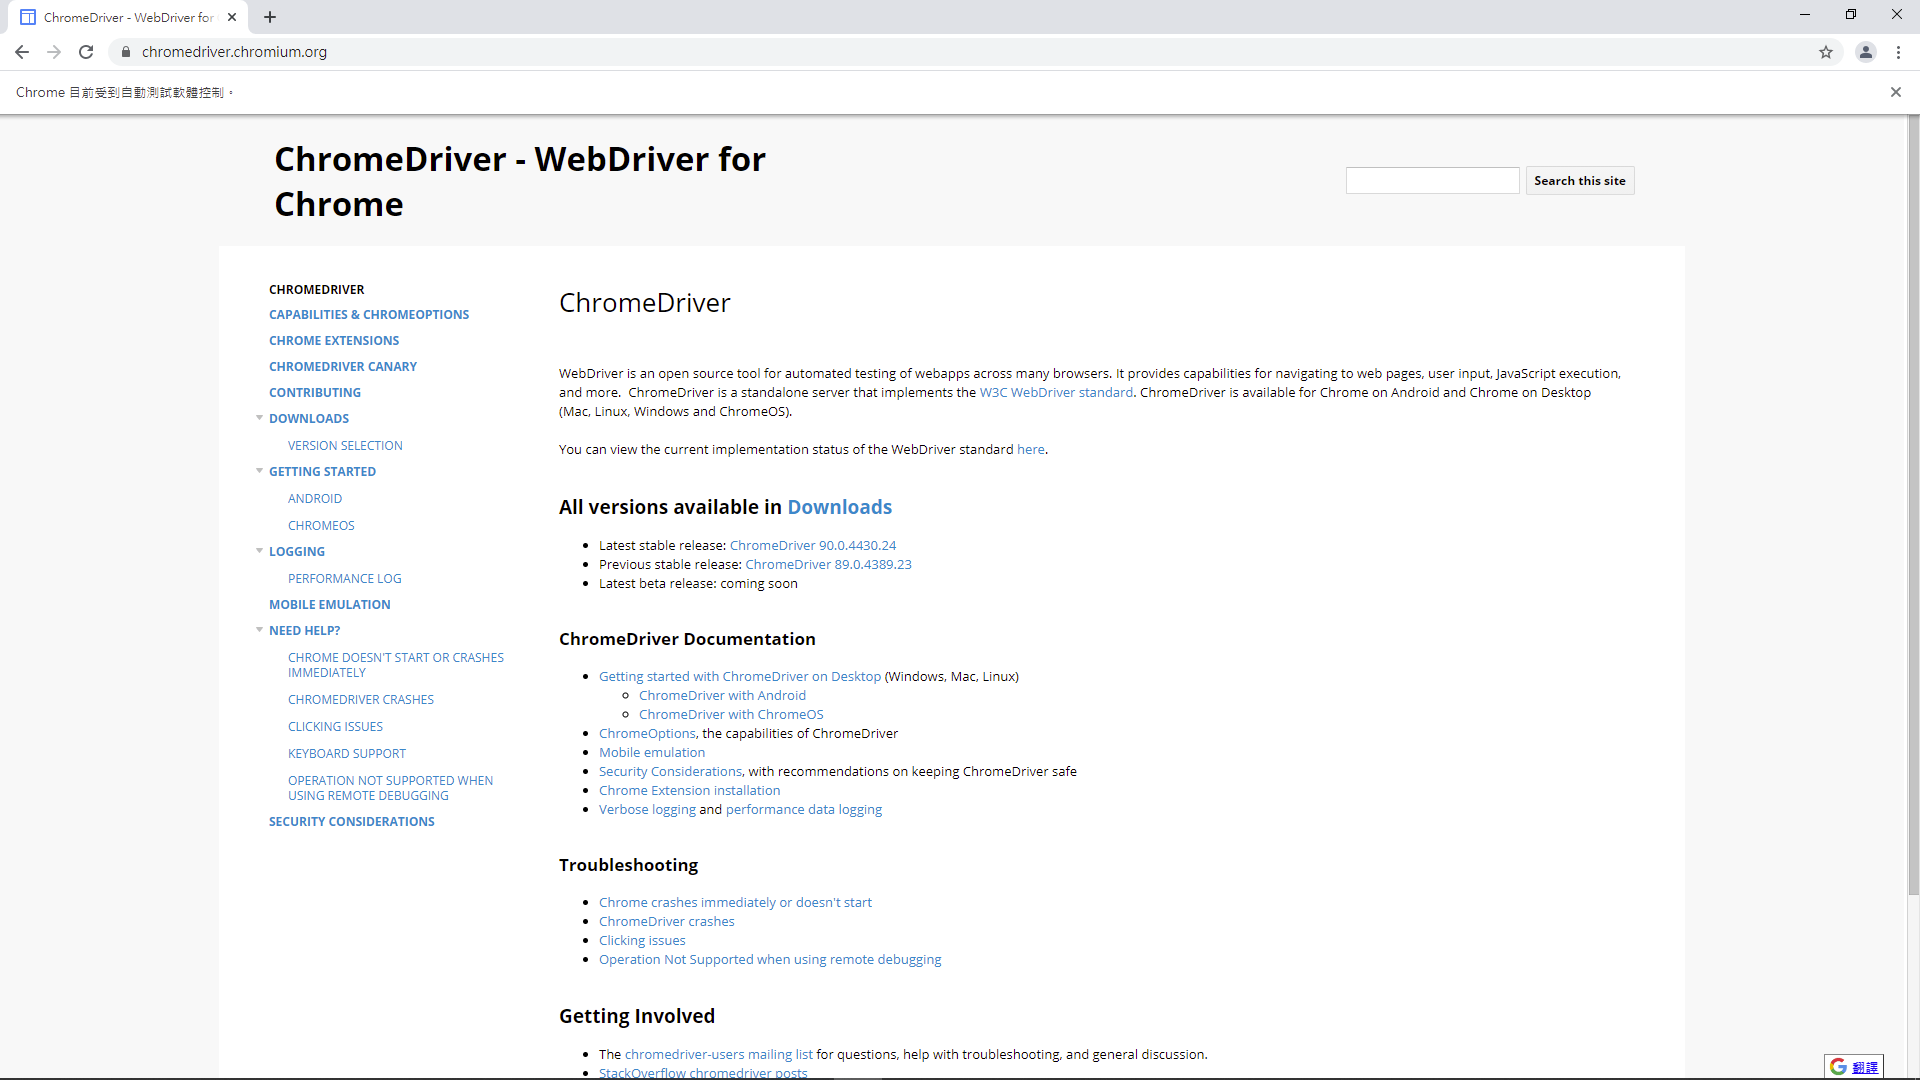 ChromeDriver - WebDriver for
chromedriver.chromium.org
Chrome 目前受到自動測試軟體控制。
ChromeDriver - WebDriver for
Chrome
Search this site
CHROMEDRIVER
CAPABILITIES & CHROMEOPTIONS
CHROME EXTENSIONS
CHROMEDRIVER CANARY
CONTRIBUTING
DOWNLOADS
VERSION SELECTION
GETTING STARTED
ANDROID
CHROMEOS
LOGGING
PERFORMANCE LOG
MOBILE EMULATION
NEED HELP?
CHROME DOESN'T START OR CRASHES
IMMEDIATELY
CHROMEDRIVER CRASHES
CLICKING ISSUES
KEYBOARD SUPPORT
OPERATION NOT SUPPORTED WHEN
USING REMOTE DEBUGGING
SECURITY CONSIDERATIONS
ChromeDriver
WebDriver is an open source tool for automated testing of webapps across many browsers. It provides capabilities for navigating to web pages, user input, JavaScript execution,
and more.  ChromeDriver is a standalone server that implements the W3C WebDriver standard. ChromeDriver is available for Chrome on Android and Chrome on Desktop
(Mac, Linux, Windows and ChromeOS).
You can view the current implementation status of the WebDriver standard here.
All versions available in Downloads
Latest stable release: ChromeDriver 90.0.4430.24
Previous stable release: ChromeDriver 89.0.4389.23
Latest beta release: coming soon
ChromeDriver Documentation
Getting started with ChromeDriver on Desktop (Windows, Mac, Linux)
ChromeDriver with Android
ChromeDriver with ChromeOS
ChromeOptions, the capabilities of ChromeDriver
Mobile emulation
Security Considerations, with recommendations on keeping ChromeDriver safe
Chrome Extension installation
Verbose logging and performance data logging
Troubleshooting
Chrome crashes immediately or doesn't start
ChromeDriver crashes
Clicking issues
Operation Not Supported when using remote debugging
Getting Involved
The chromedriver-users mailing list for questions, help with troubleshooting, and general discussion.
StackOverflow chromedriver posts
翻譯